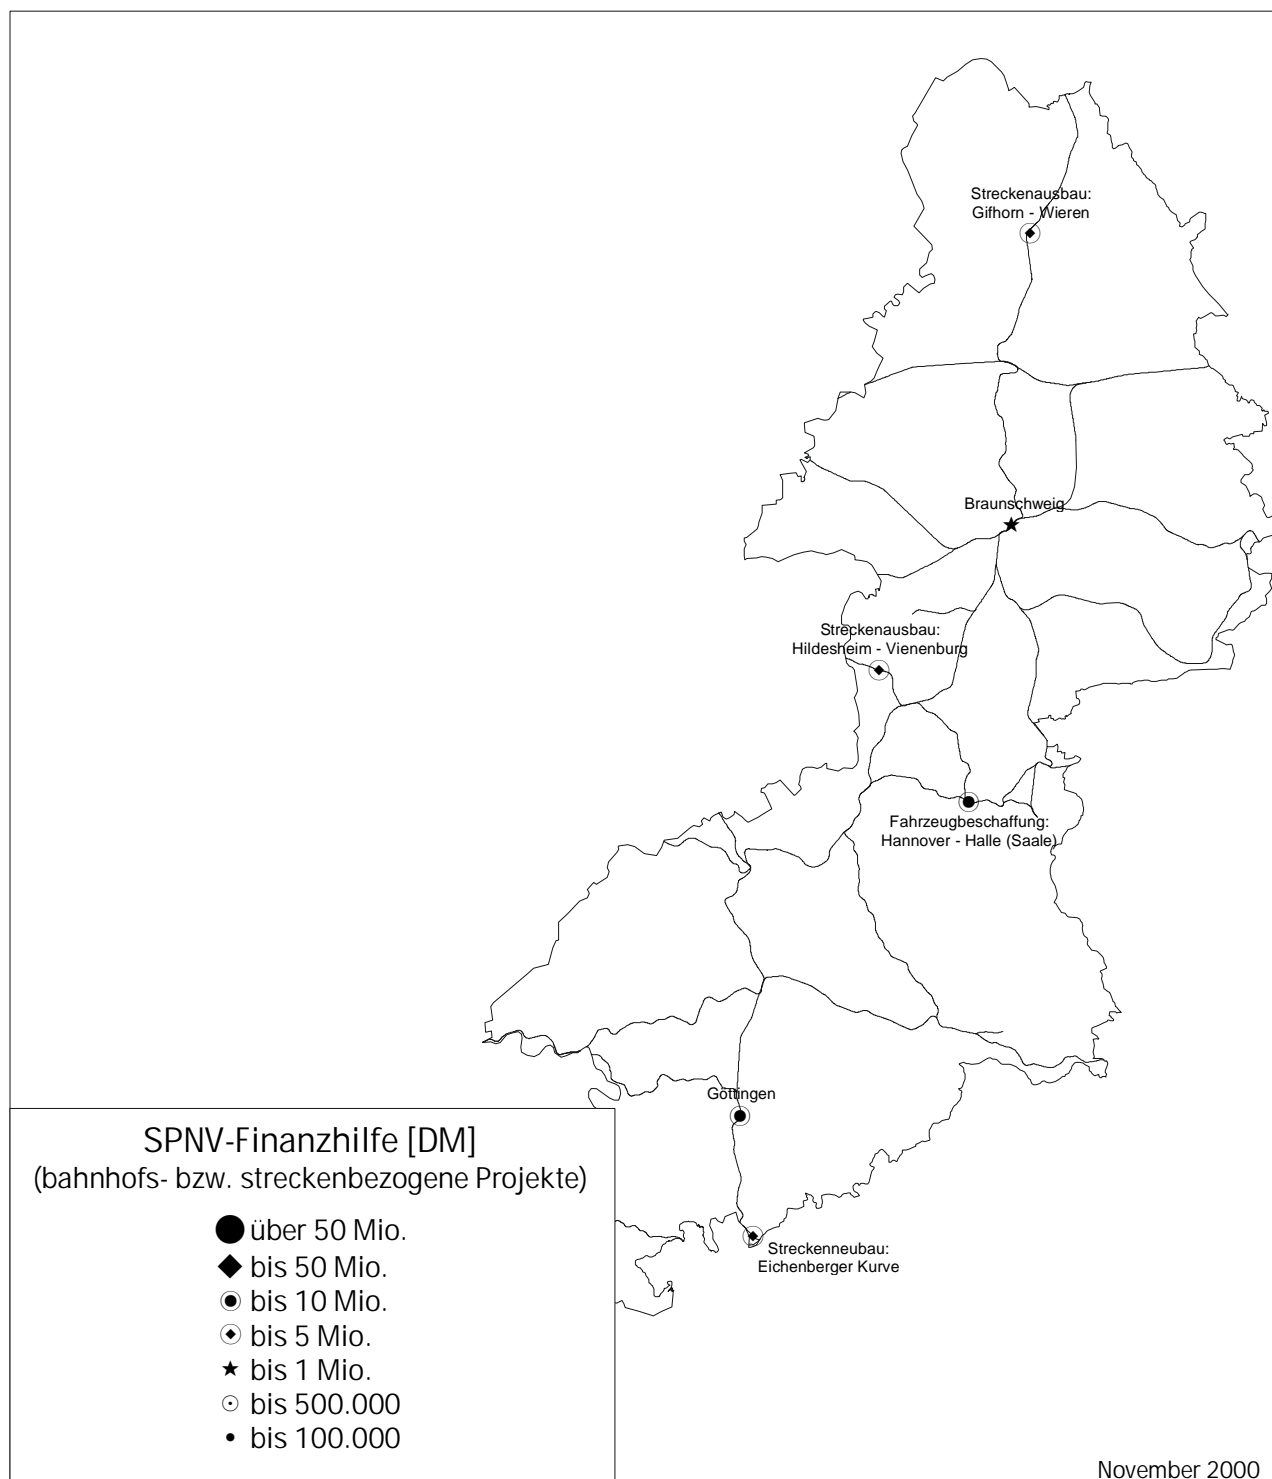 Streckenausbau:
Gifhorn - Wieren
Braunschweig
Streckenausbau:
Hildesheim - Vienenburg
Fahrzeugbeschaffung:
Hannover - Halle (Saale)
Göttingen
Streckenneubau:
Eichenberger Kurve
SPNV-Finanzhilfe [DM]
(bahnhofs- bzw. streckenbezogene Projekte)
über 50 Mio.
bis 50 Mio.
bis 10 Mio.
bis 5 Mio.
bis 1 Mio.
bis 500.000
bis 100.000
November 2000